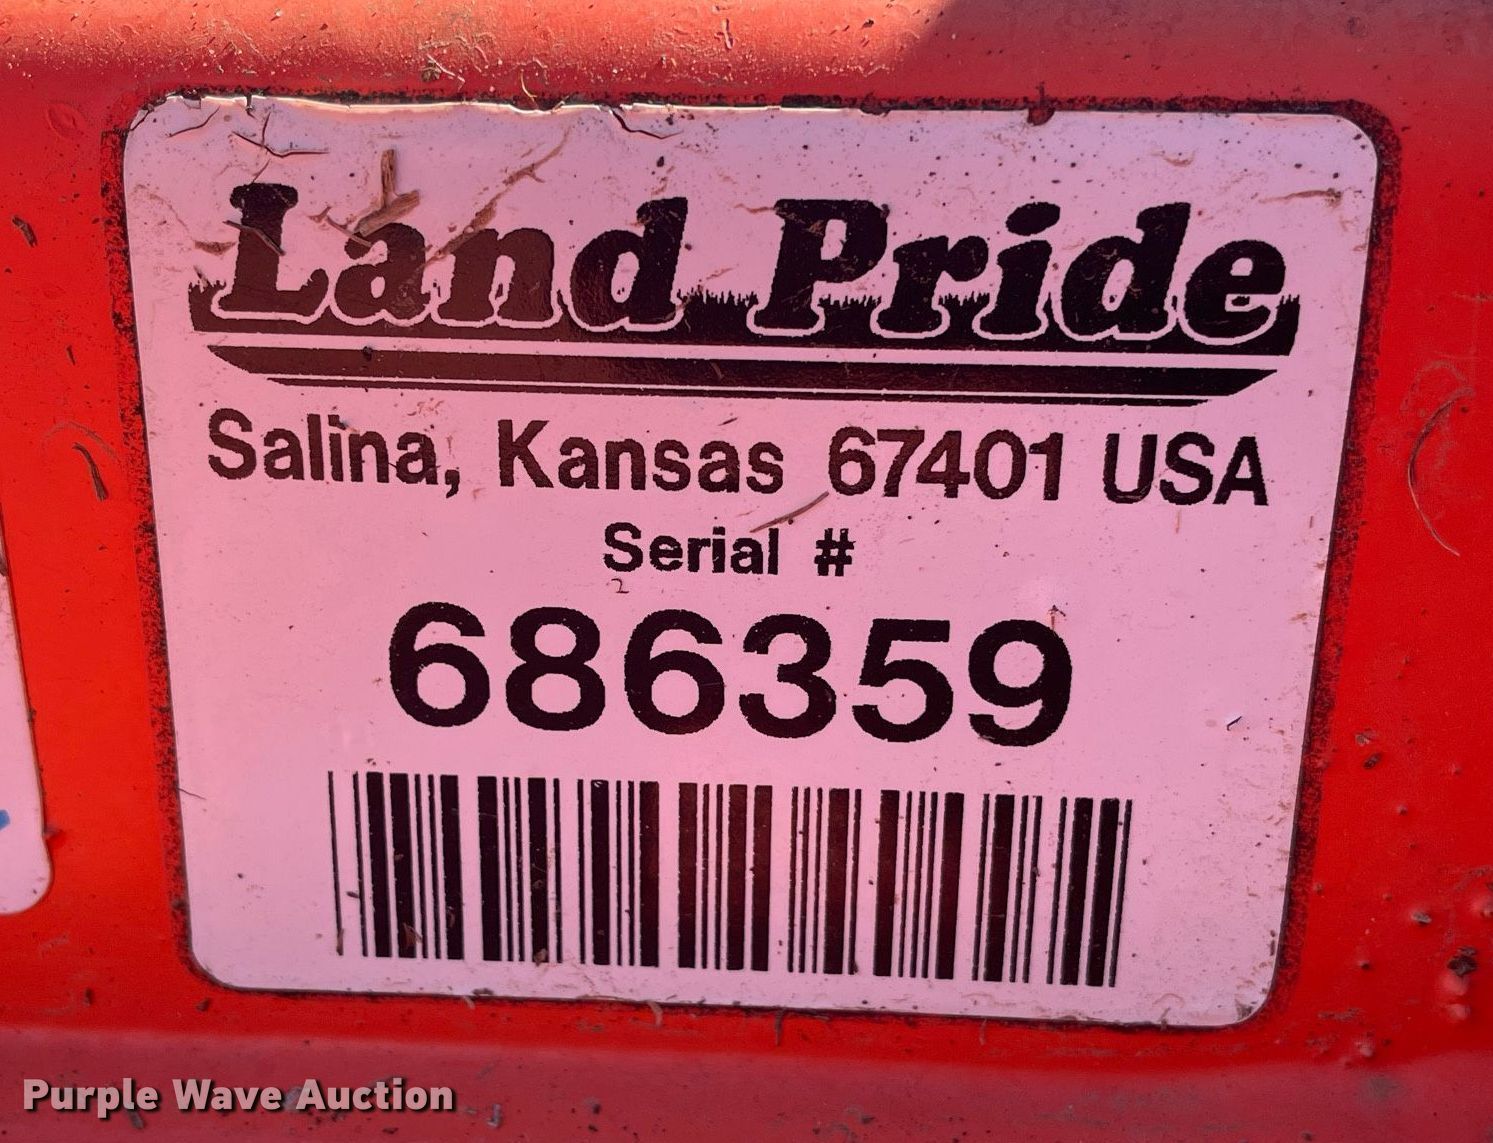 Land Pride
Salina, Kansas 67401 USA
Serial #
686359
Purple Wave Auction